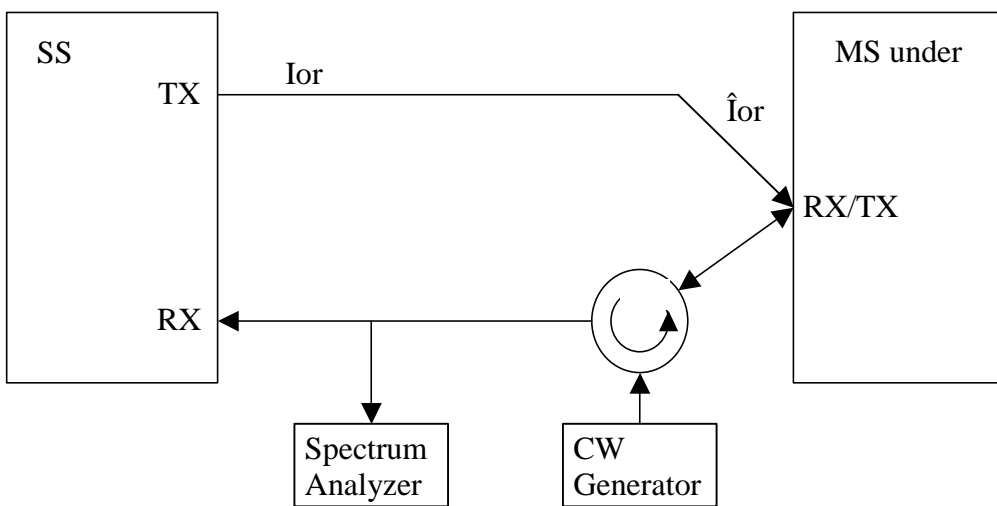 SS
MS under
TX
Ior
Îor
RX/TX
RX
Spectrum
Analyzer
CW
Generator